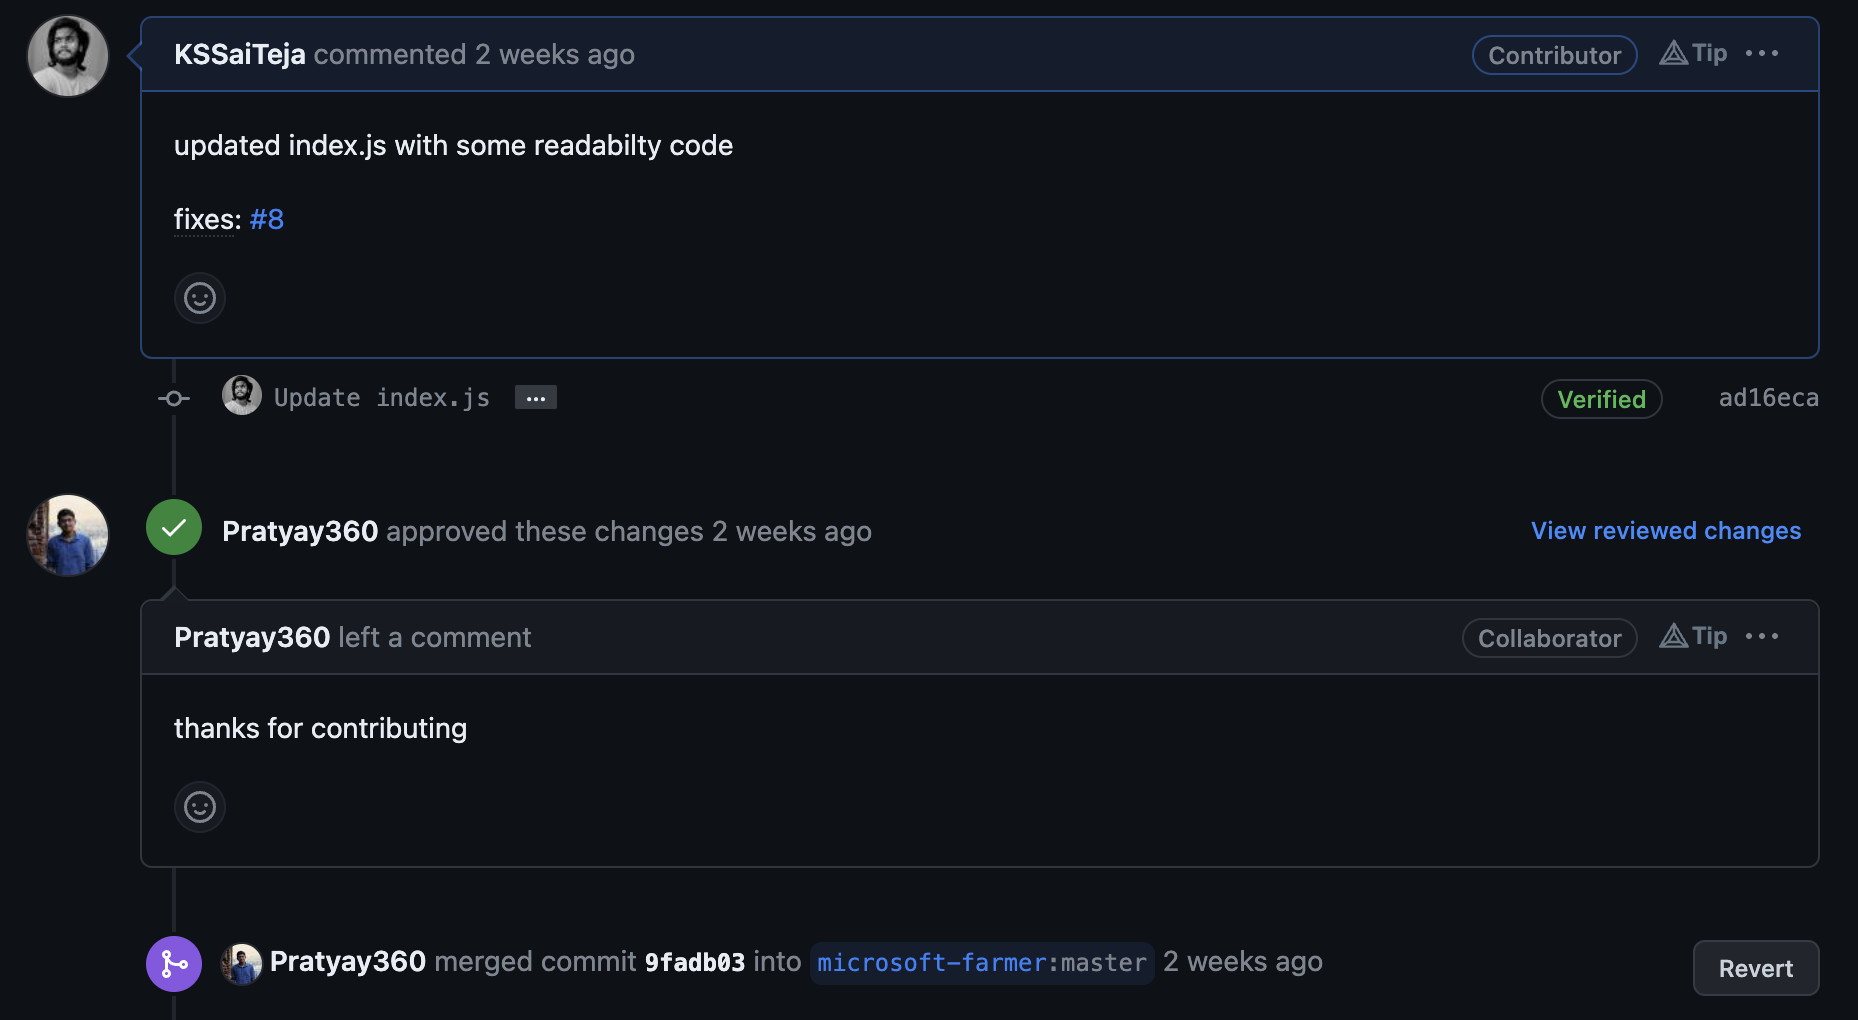 KSSaiTeja commented 2 weeks ago Contributor Tip ...
updated index.js with some readabilty code
fixes: #8
Update index.js ... Verified ad16eca
Pratyay360 approved these changes 2 weeks ago View reviewed changes
Pratyay360 left a comment Collaborator Tip ...
thanks for contributing
Pratyay360 merged commit 9fadb03 into microsoft-farmer:master 2 weeks ago Revert